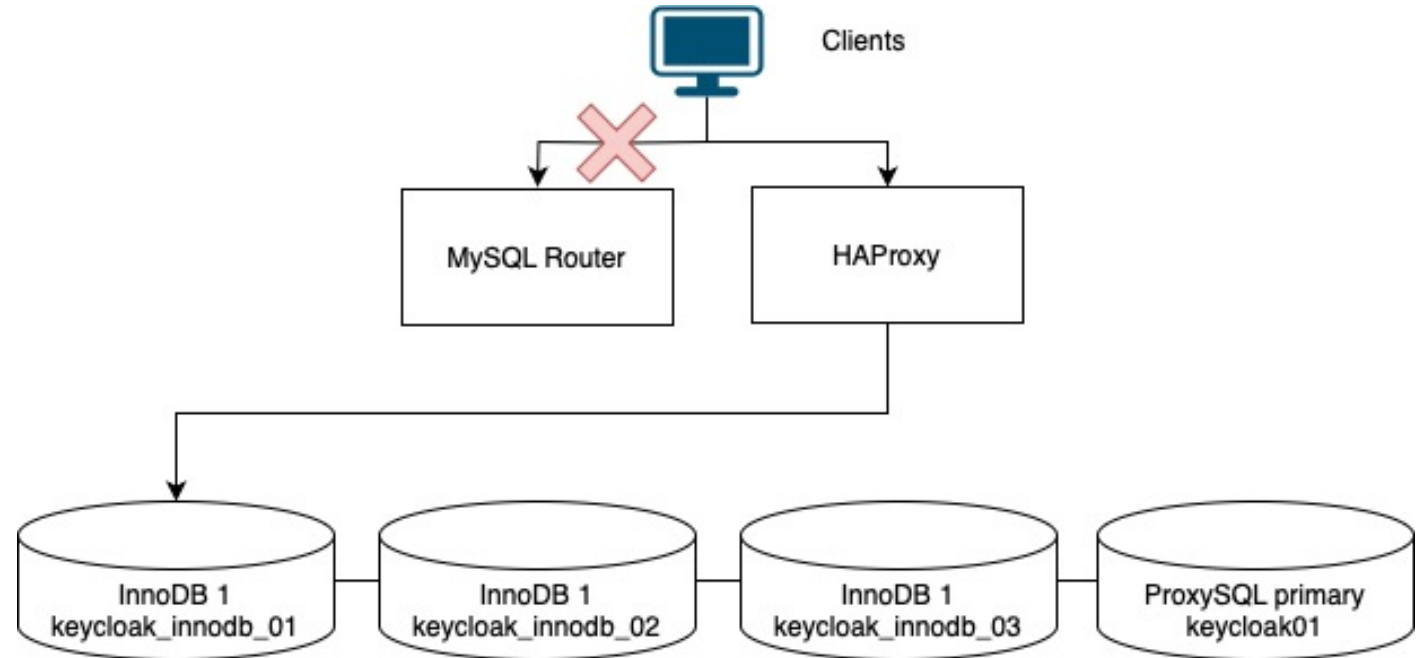 Clients
MySQL Router
HAProxy
InnoDB 1
keycloak_innodb_01
InnoDB 1
keycloak_innodb_02
InnoDB 1
keycloak_innodb_03
ProxySQL primary
keycloak01